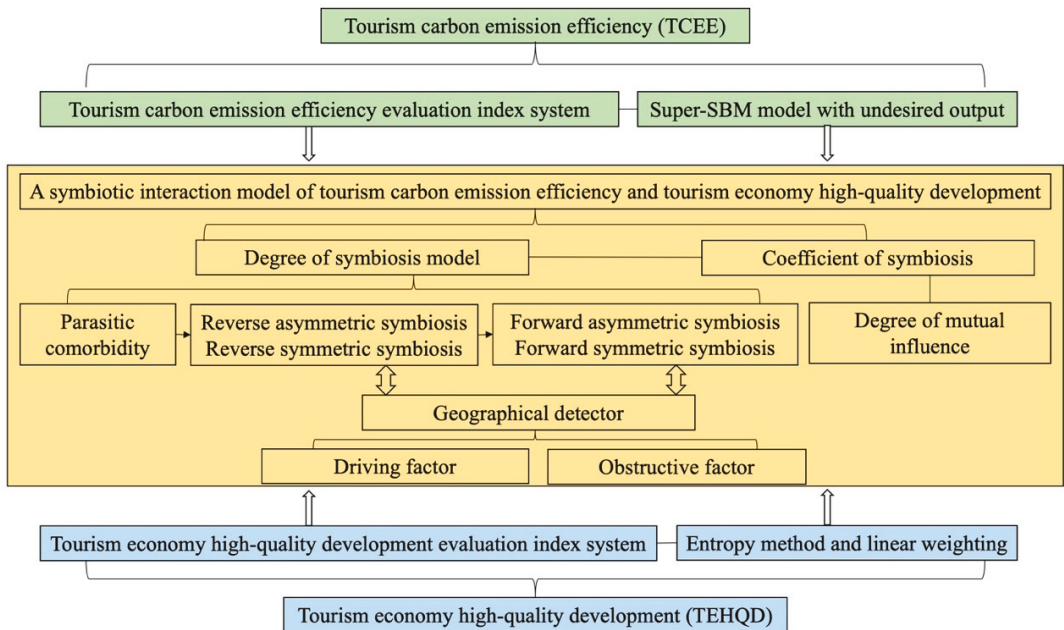 Tourism carbon emission efficiency (TCEE)
Tourism carbon emission efficiency evaluation index system
Super-SBM model with undesired output
A symbiotic interaction model of tourism carbon emission efficiency and tourism economy high-quality development
Degree of symbiosis model
Coefficient of symbiosis
Parasitic
comorbidity
Reverse asymmetric symbiosis
Reverse symmetric symbiosis
Forward asymmetric symbiosis
Forward symmetric symbiosis
Degree of mutual
influence
Geographical detector
Driving factor
Obstructive factor
Tourism economy high-quality development evaluation index system
Entropy method and linear weighting
Tourism economy high-quality development (TEHQD)